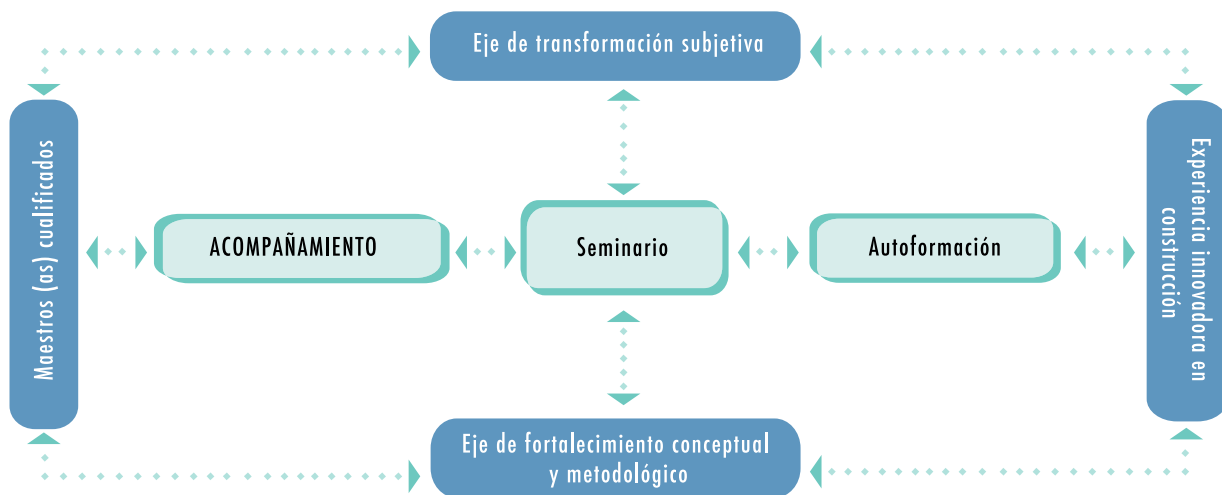 Eje de transformación subjetiva
Maestros (as) cualificados
ACOMPAÑAMIENTO
Seminario
Autoformación
Experiencia innovadora en
construcción
Eje de fortalecimiento conceptual
y metodológico